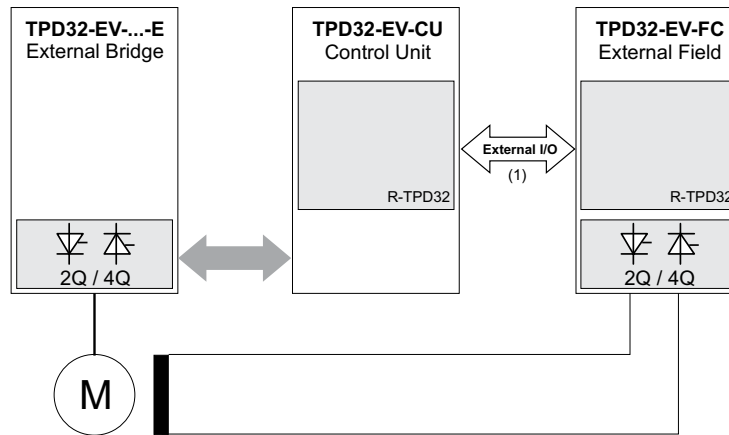 TPD32-EV-...-E
External Bridge
2Q / 4Q
M
TPD32-EV-CU
Control Unit
R-TPD32
External I/O
(1)
TPD32-EV-FC
External Field
R-TPD32
2Q / 4Q